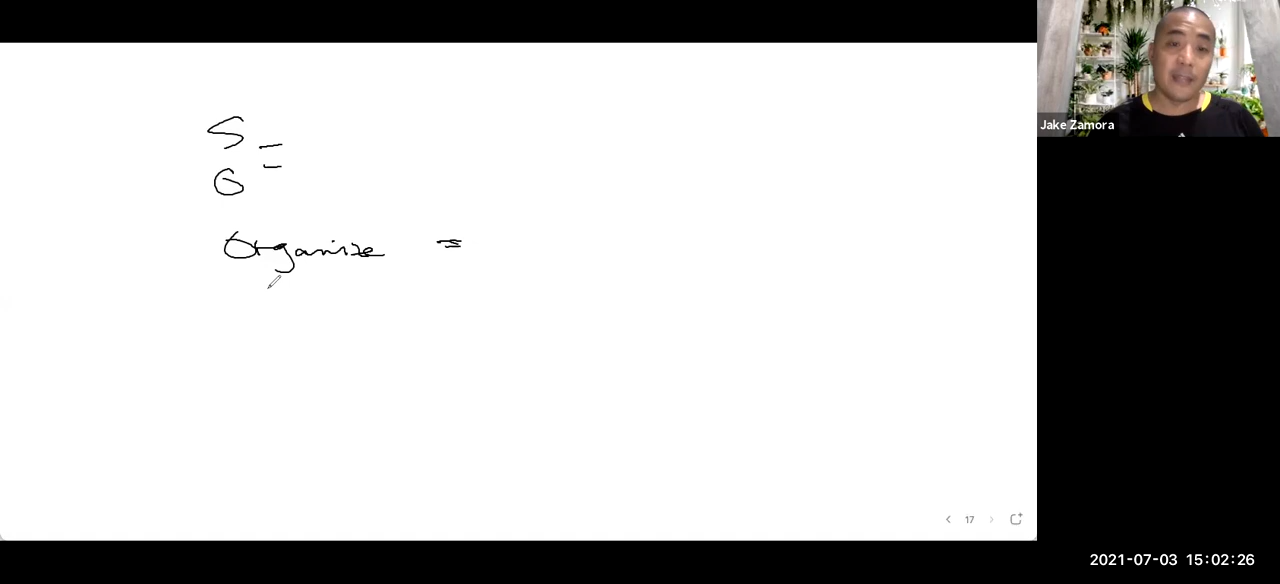 S =
G
Organize =
Jake Zamora
17
2021-07-03 15:02:26